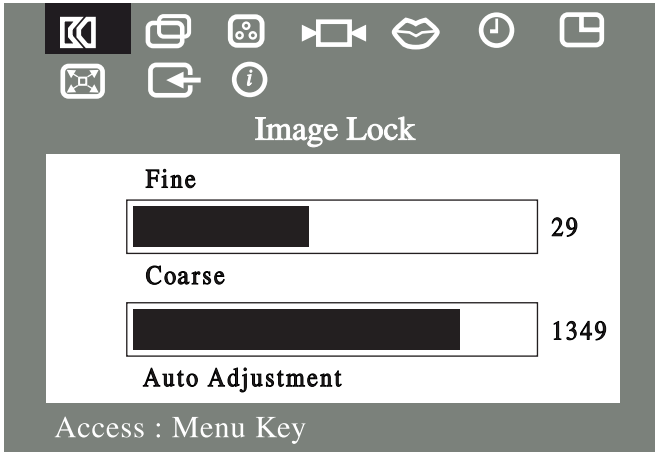 Image Lock
Fine
29
Coarse
1349
Auto Adjustment
Access : Menu Key